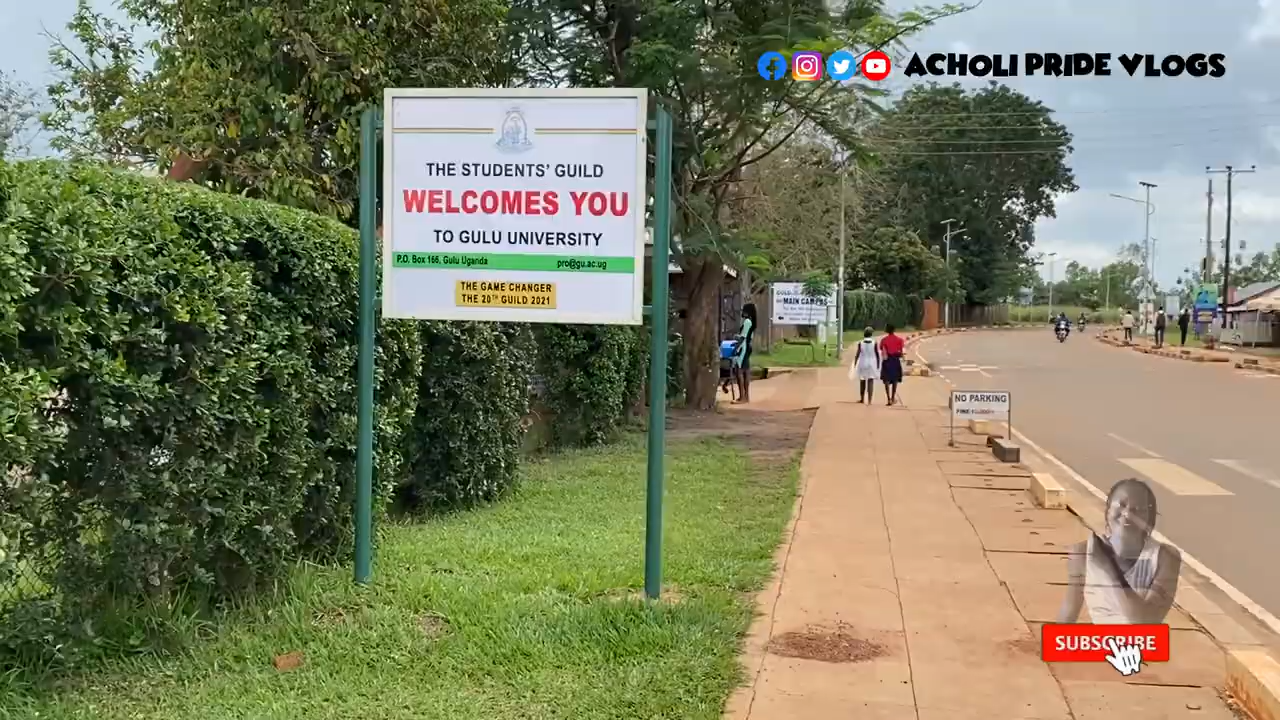 ACHOLI PRIDE VLOGS
THE STUDENTS' GUILD
WELCOMES YOU
TO GULU UNIVERSITY
P.O. Box 166, Gulu Uganda
pro@gu.ac.ug
THE GAME CHANGER
THE 20TH GUILD 2021
MAIN CAMPUS
NO PARKING
SUBSCRIBE